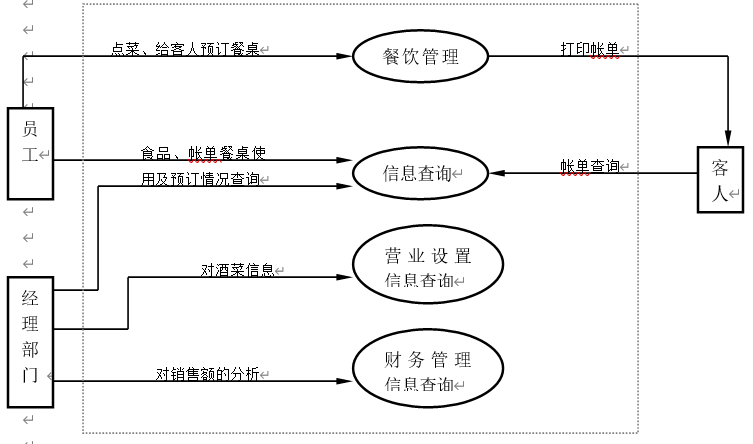 点菜、给客人预订餐桌
餐饮管理
打印帐单
员
工
食品、帐单餐桌使
用及预订情况查询
信息查询
帐单查询
客
人
营业设置
信息查询
对酒菜信息
经
理
部
门
财务管理
信息查询
对销售额的分析